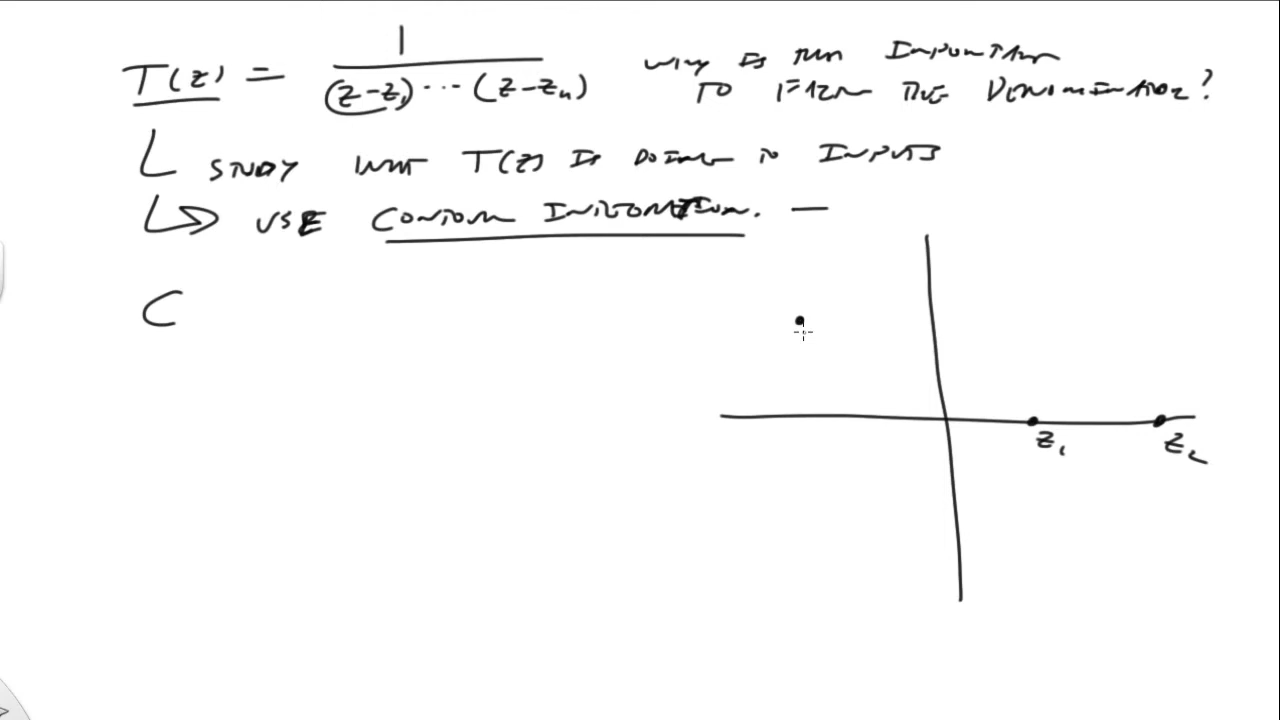 T(z) = 1 / (z-z₁)...(z-zₙ) WHY IS THIS IMPORTANT
TO FACTOR THE DENOMINATOR?
STUDY WHAT T(z) IS DOING TO INPUTS
USE CONTOUR INTEGRATION. —
C
z₁
z₂